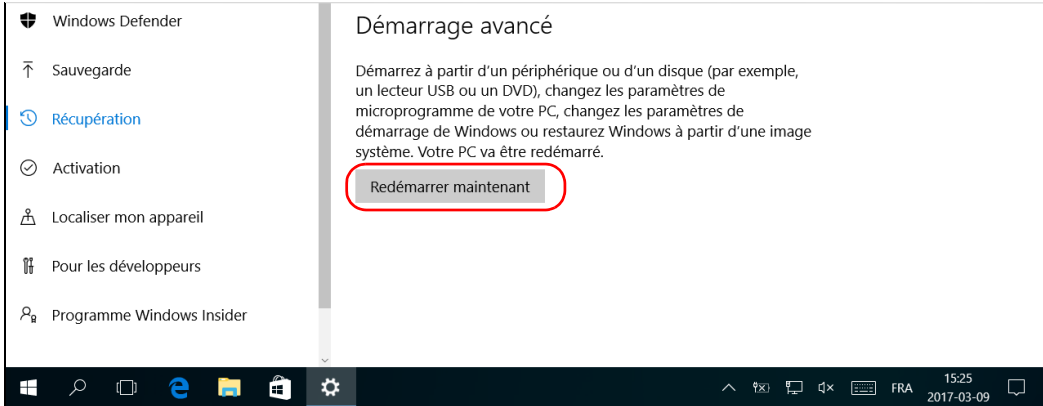 Windows Defender
Sauvegarde
Récupération
Activation
Localiser mon appareil
Pour les développeurs
Programme Windows Insider
Démarrage avancé
Démarrez à partir d’un périphérique ou d’un disque (par exemple,
un lecteur USB ou un DVD), changez les paramètres de
microprogramme de votre PC, changez les paramètres de
démarrage de Windows ou restaurez Windows à partir d’une image
système. Votre PC va être redémarré.
Redémarrer maintenant
FRA
15:25
2017-03-09